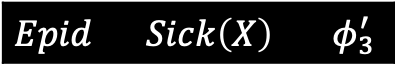 Epid Sick(X) ϕ′₃